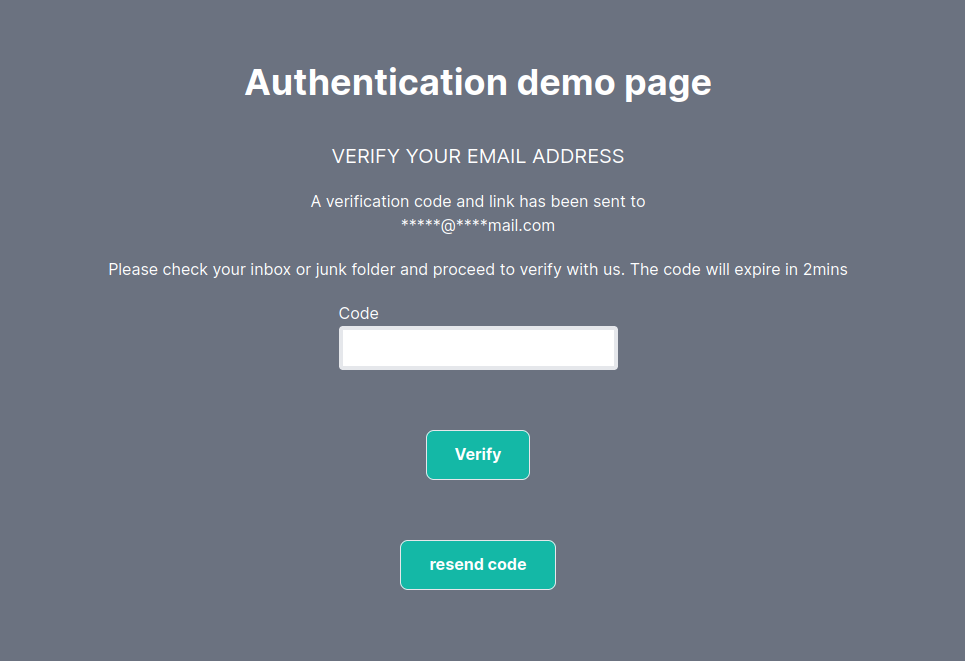 Authentication demo page
VERIFY YOUR EMAIL ADDRESS
A verification code and link has been sent to
*****@****mail.com
Please check your inbox or junk folder and proceed to verify with us. The code will expire in 2mins
Code
Verify
resend code